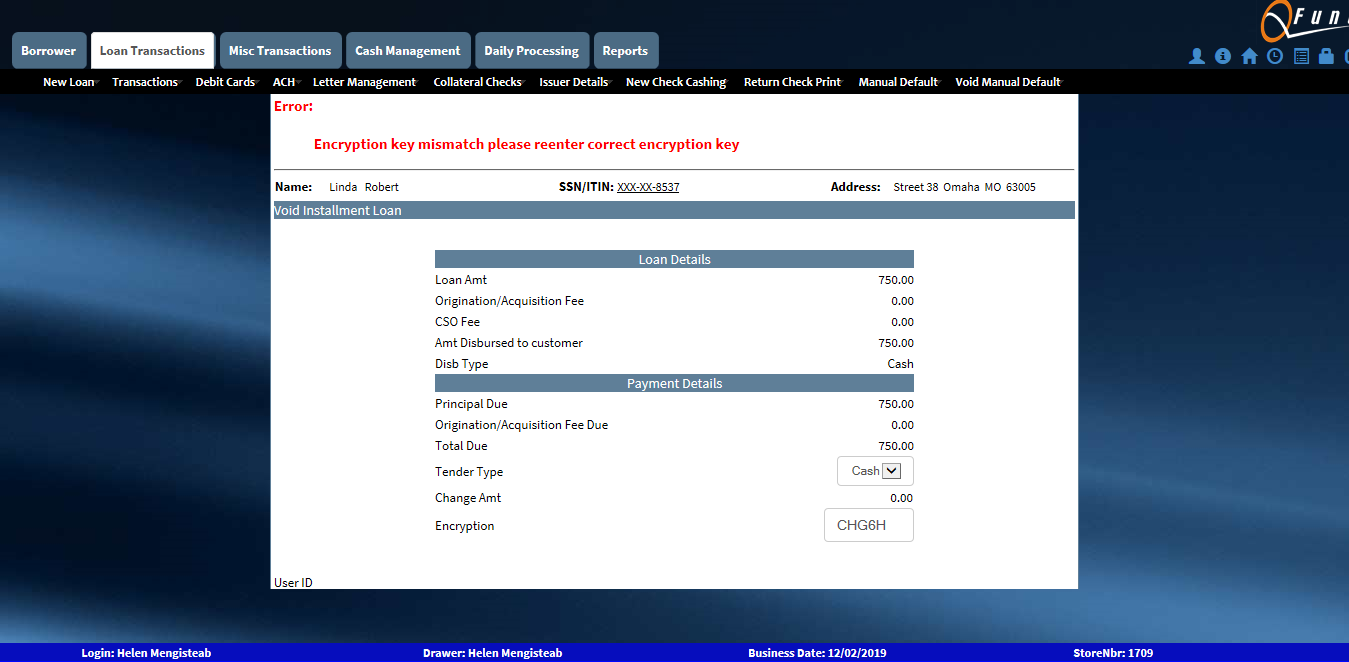 Fun
Borrower Loan Transactions Misc Transactions Cash Management Daily Processing Reports
New Loan Transactions Debit Cards ACH Letter Management Collateral Checks Issuer Details New Check Cashing Return Check Print Manual Default Void Manual Default
Error:
Encryption key mismatch please reenter correct encryption key
Name: Linda Robert SSN/ITIN: XXX-XX-8537 Address: Street 38 Omaha MO 63005
Void Installment Loan
Loan Details
Loan Amt 750.00
Origination/Acquisition Fee 0.00
CSO Fee 0.00
Amt Disbursed to customer 750.00
Disb Type Cash
Payment Details
Principal Due 750.00
Origination/Acquisition Fee Due 0.00
Total Due 750.00
Tender Type Cash
Change Amt 0.00
Encryption CHG6H
User ID
Login: Helen Mengisteab Drawer: Helen Mengisteab Business Date: 12/02/2019 StoreNbr: 1709